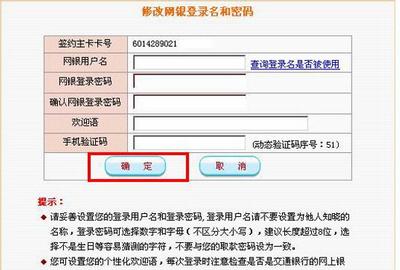 修改网银登录名和密码
签约主卡卡号 6014289021
网银用户名 查询登录名是否被使用
网银登录密码
确认网银登录密码
欢迎语
手机验证码 (动态验证码序号：51)
确 定 取 消
提示：
请妥善设置您的登录用户名和登录密码，登录用户名请不要设置为他人知晓的
名称，登录密码可选择数字和字母（不区分大小写），建议长度超过8位，选
择不是生日等容易猜测的字符，不要与您的取款密码设为一致。
您可设置您的个性化欢迎语，每次登录时注意检查是否是交通银行的网上银